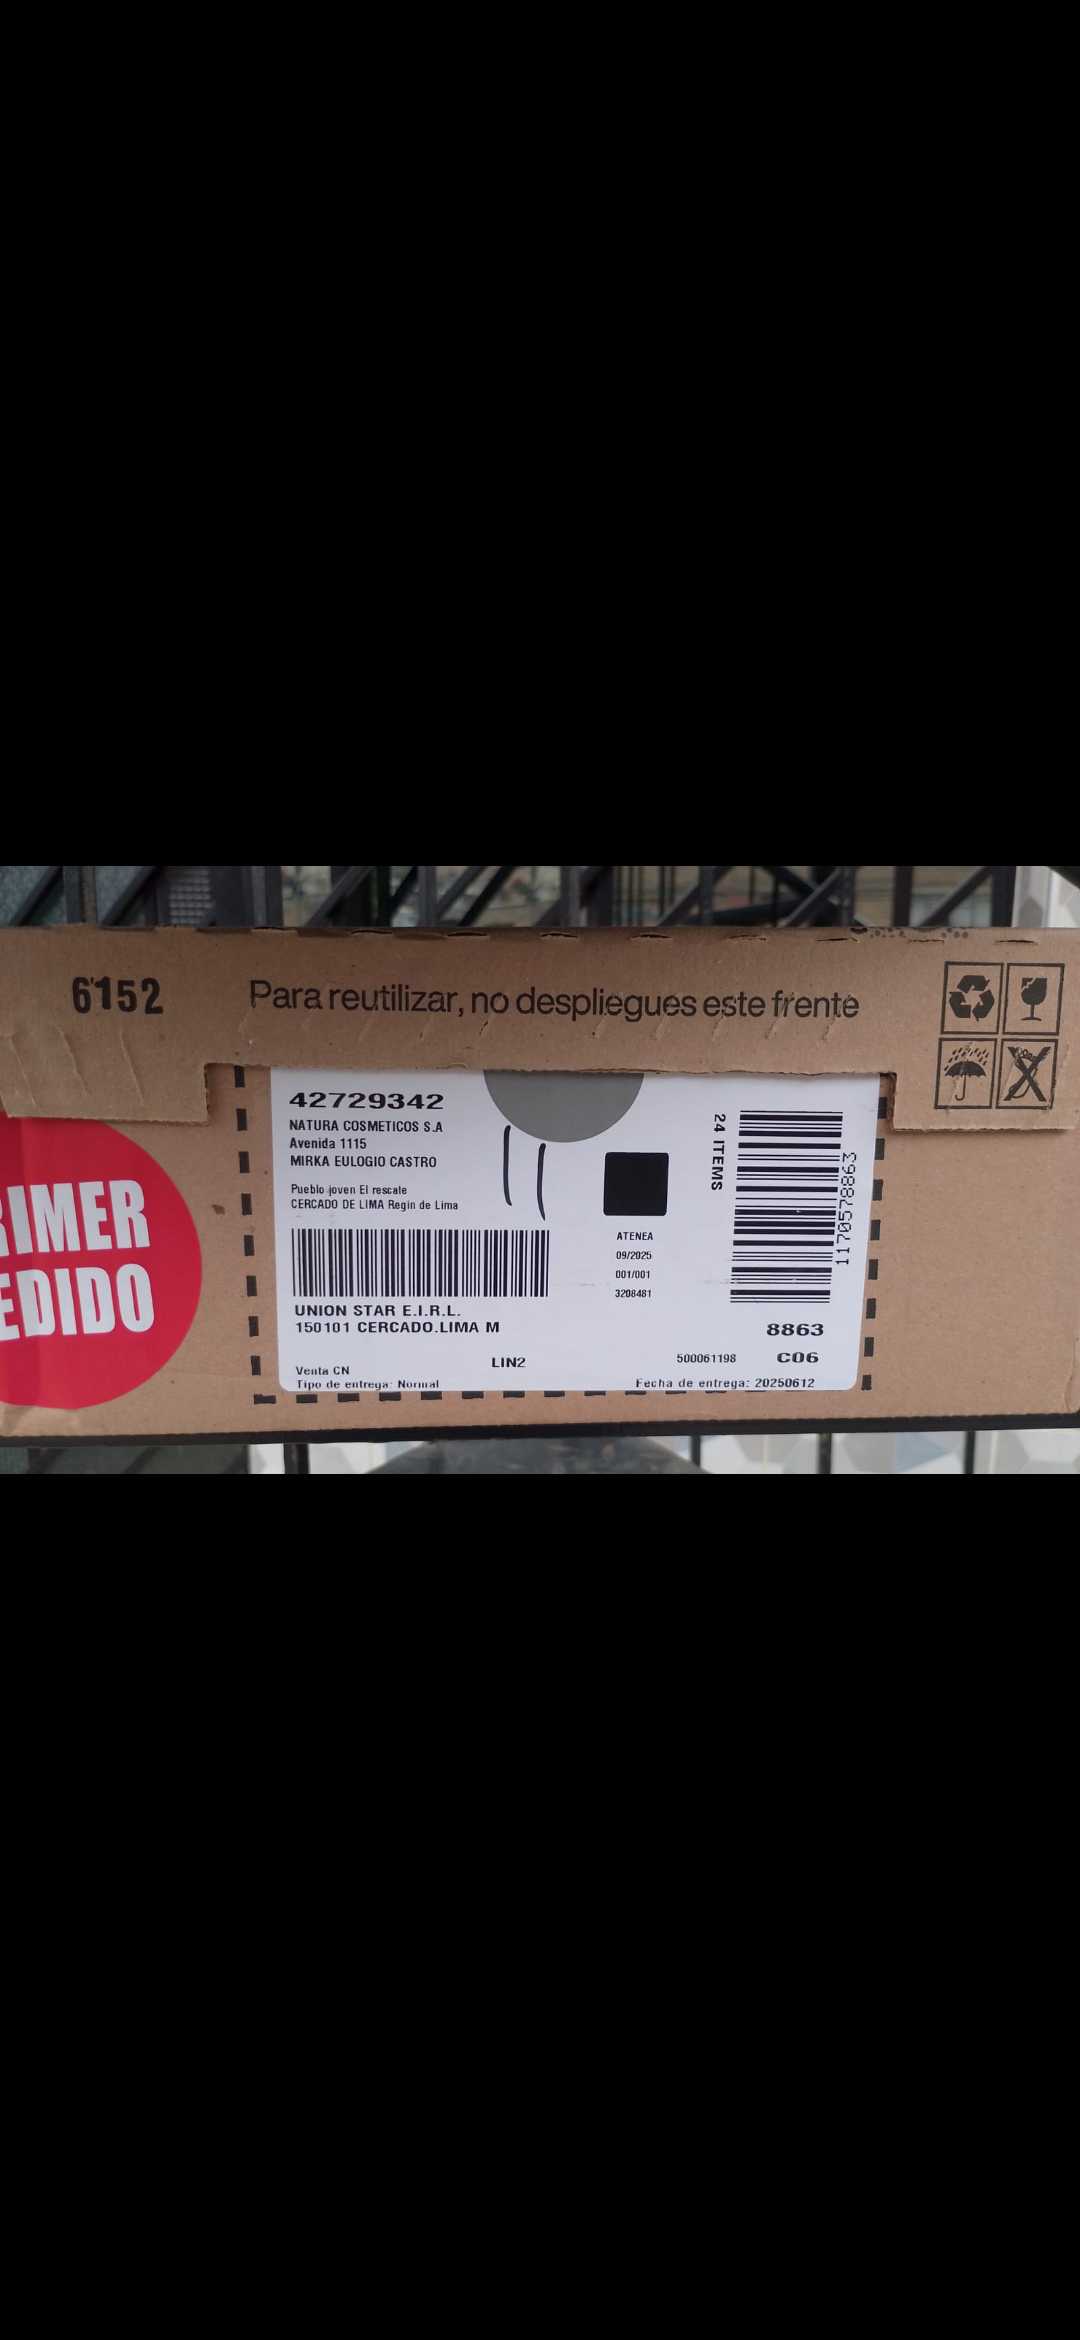 6152
Para reutilizar, no despliegues este frente
RIMER
EDIDO
42729342
NATURA COSMETICOS S.A
Avenida 1115
MIRKA EULOGIO CASTRO
Pueblo joven El rescate
CERCADO DE LIMA Regin de Lima
UNION STAR E.I.R.L.
150101 CERCADO.LIMA M
LIN2
Venta CN
Tipo de entrega: Normal
ATENEA
09/2025
001/001
3208481
24 ITEMS
1170578863
8863
500061198 C06
Fecha de entrega: 20250612